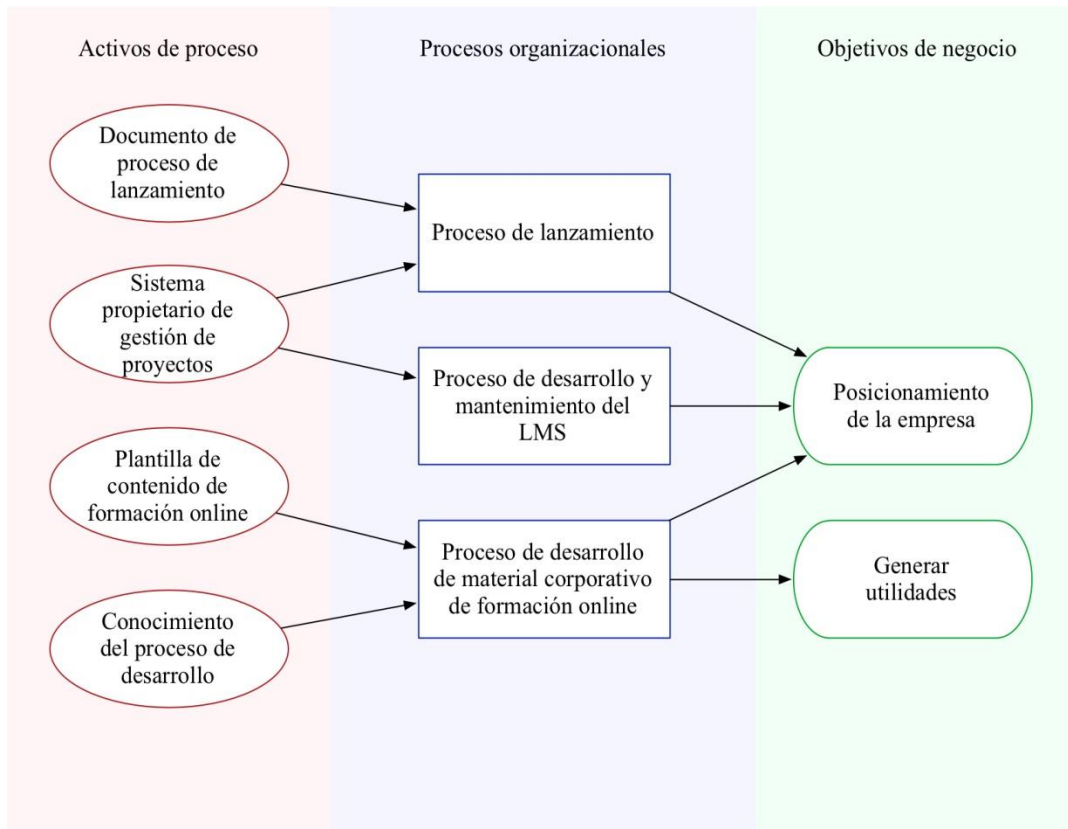 Activos de proceso
Procesos organizacionales
Objetivos de negocio
Documento de
proceso de
lanzamiento
Sistema
propietario de
gestión de
proyectos
Plantilla de
contenido de
formación online
Conocimiento
del proceso de
desarrollo
Proceso de lanzamiento
Proceso de desarrollo y
mantenimiento del
LMS
Proceso de desarrollo
de material corporativo
de formación online
Posicionamiento
de la empresa
Generar
utilidades